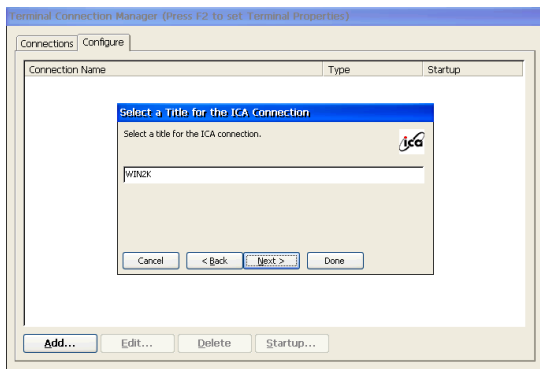 Terminal Connection Manager (Press F2 to set Terminal Properties)
Connections Configure
Connection Name Type Startup
Select a Title for the ICA Connection
Select a title for the ICA connection.
ica
WIN2K
Cancel < Back Next > Done
Add... Edit... Delete Startup...